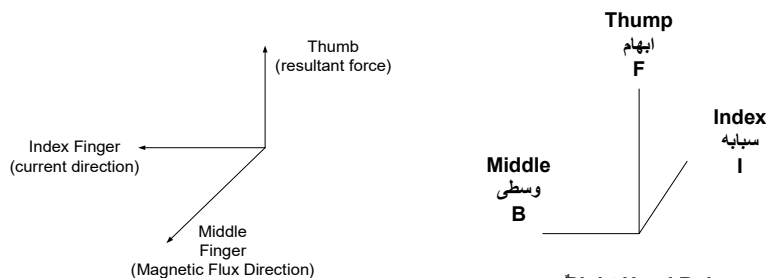 Thumb
(resultant force)
Index Finger
(current direction)
Middle
Finger
(Magnetic Flux Direction)
Thump
ابهام
F
Index
سبابه
I
Middle
وسطى
B